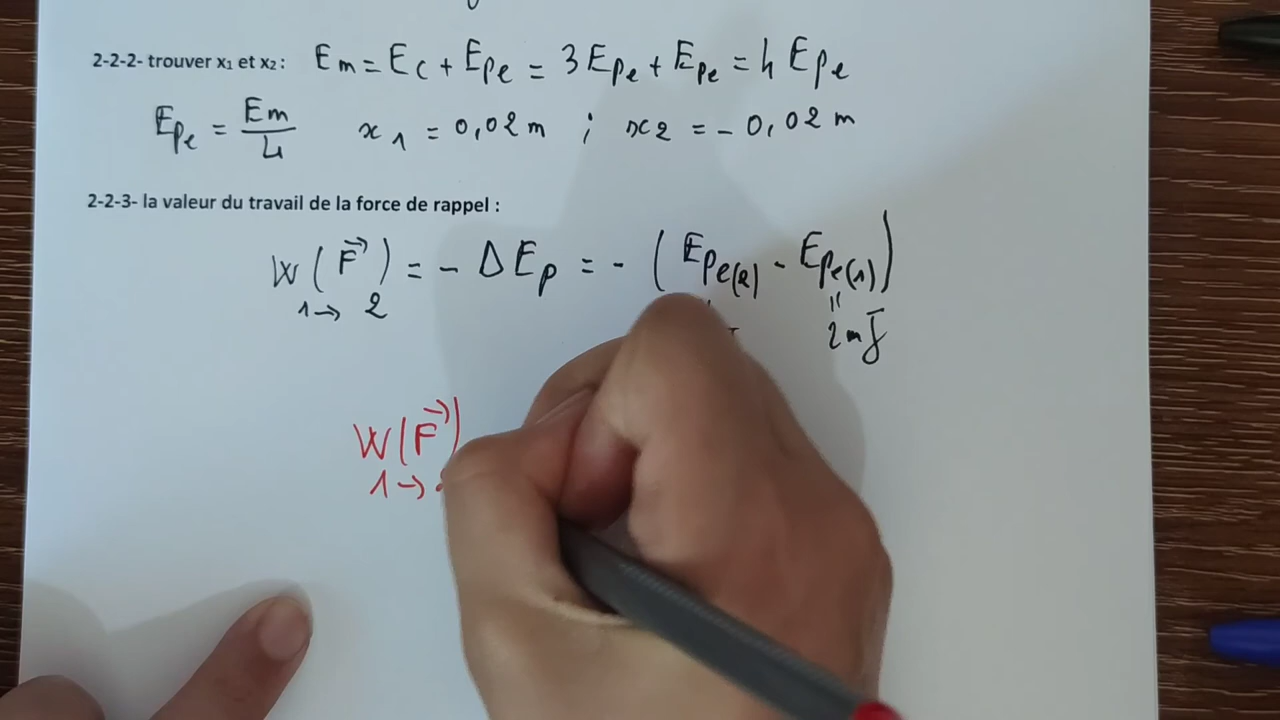 2-2-2- trouver x₁ et x₂ : Em = Ec + Epe = 3Epe + Epe = 4 Epe
Epe = Em/4 x₁ = 0,02 m ; x₂ = - 0,02 m
2-2-3- la valeur du travail de la force de rappel :
W(F⃗) = - ΔEp = - (Epe(2) - Epe(1))
1→2
"
2mJ
W(F⃗)
1→